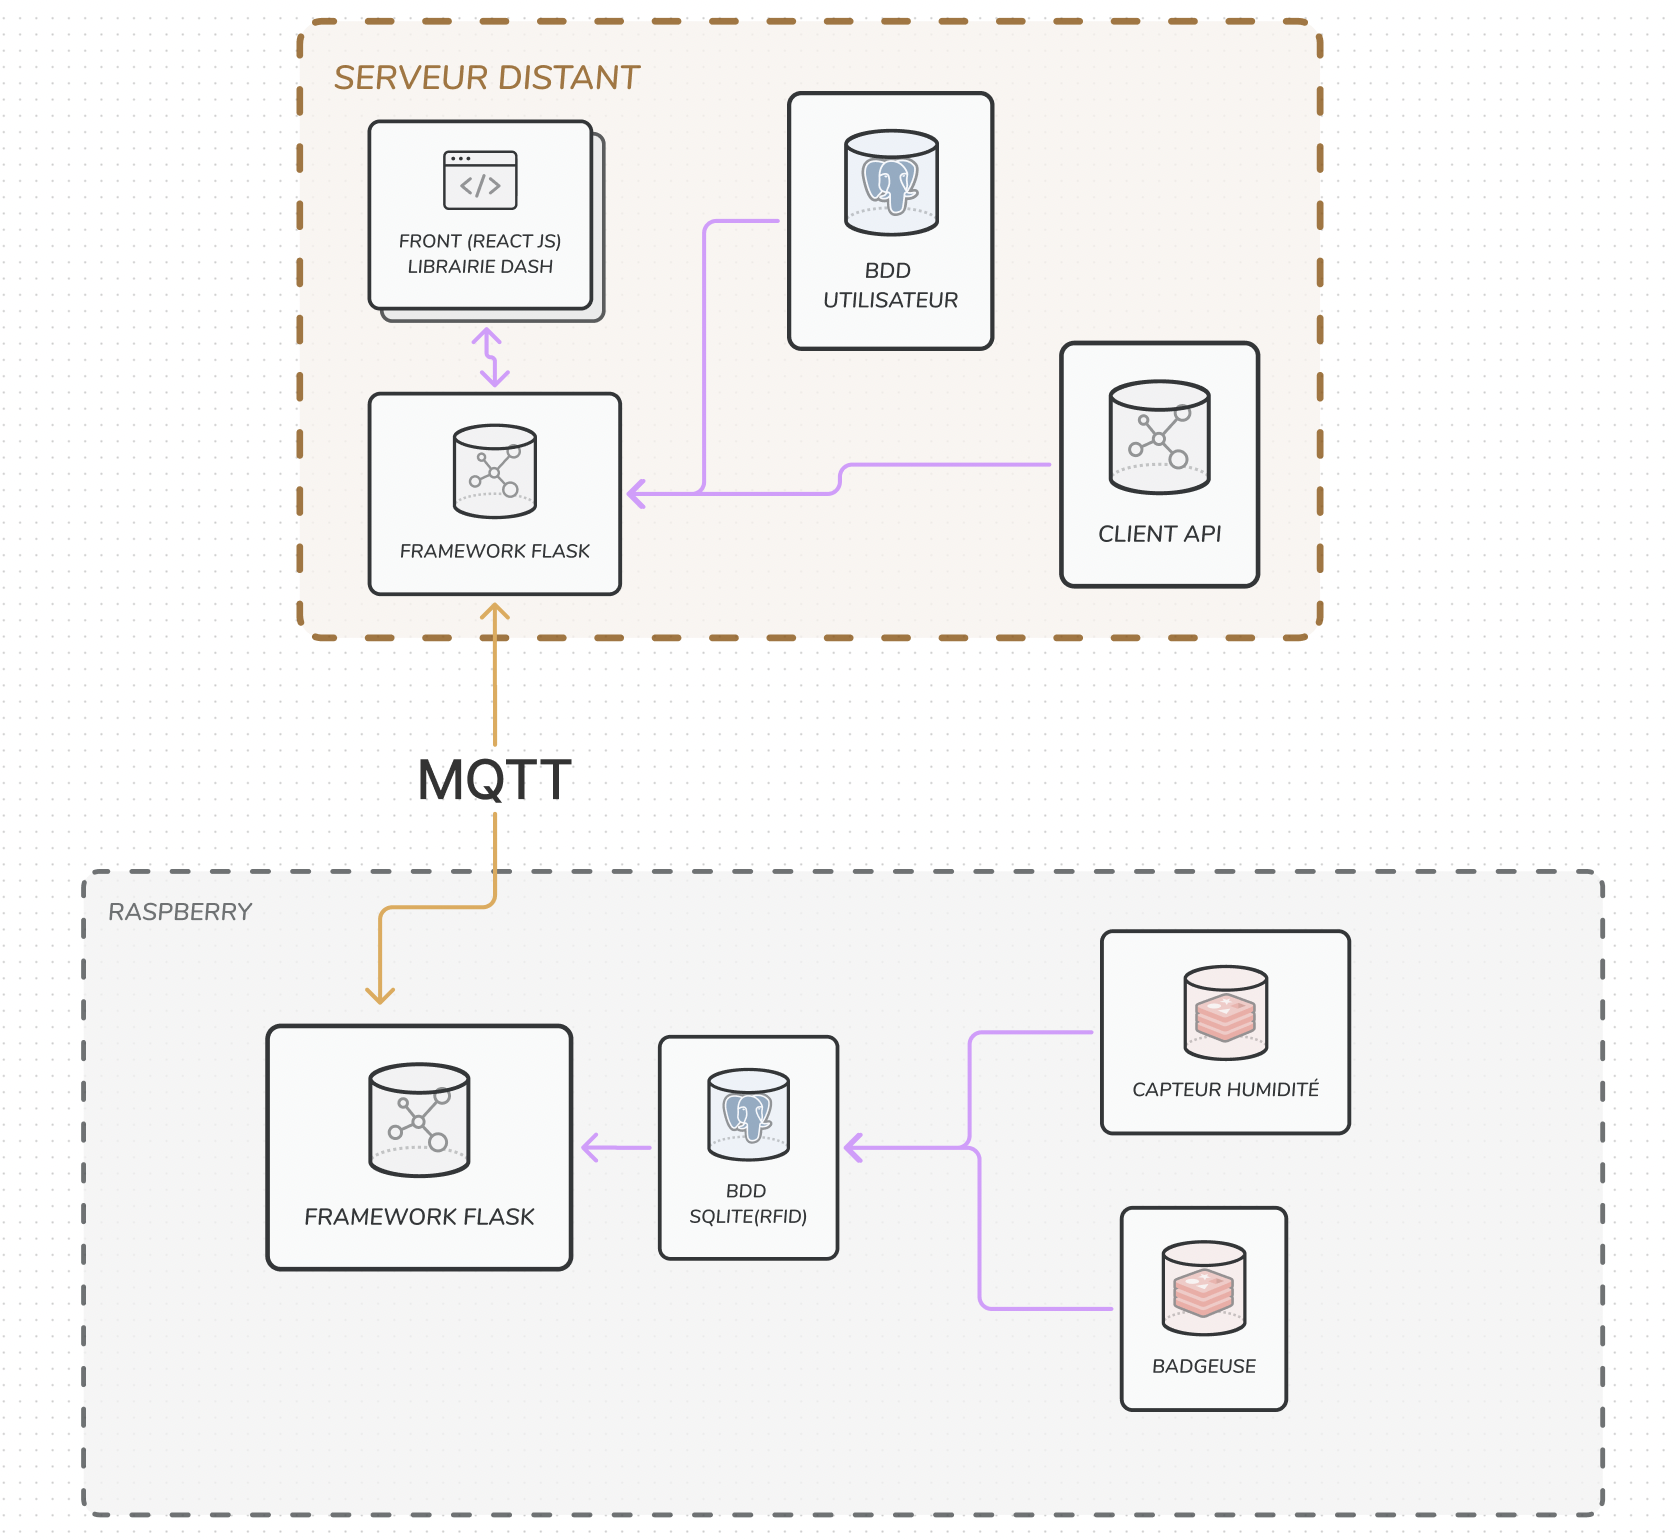 SERVEUR DISTANT
FRONT (REACT JS)
LIBRAIRIE DASH
BDD
UTILISATEUR
FRAMEWORK FLASK
CLIENT API
MQTT
RASPBERRY
FRAMEWORK FLASK
BDD
SQLITE(RFID)
CAPTEUR HUMIDITÉ
BADGEUSE